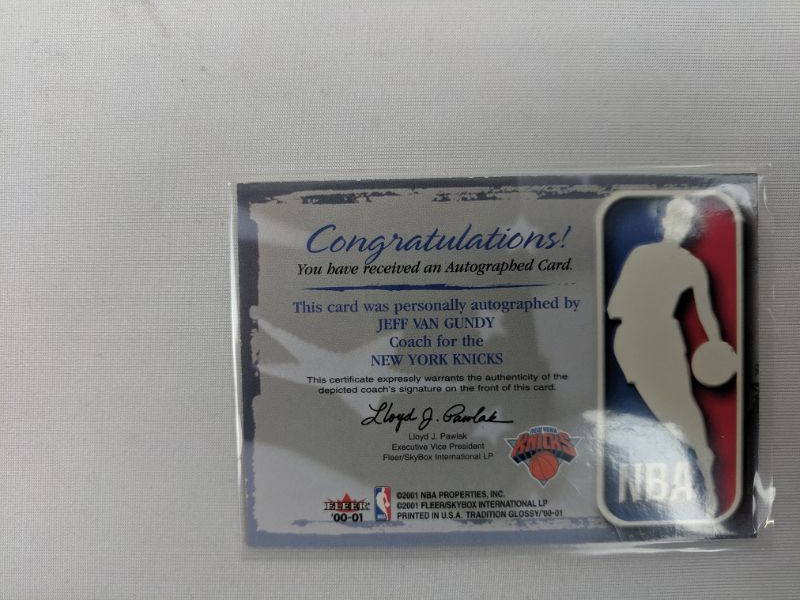 Congratulations!
You have received an Autographed Card.
This card was personally autographed by
JEFF VAN GUNDY
Coach for the
NEW YORK KNICKS
This certificate expressly warrants the authenticity of the
depicted coach's signature on the front of this card.
Lloyd J. Pawlak
Lloyd J. Pawlak
Executive Vice President
Fleer/SkyBox International LP
NEW YORK
KNICKS
NBA
FLEER
'00-01
©2001 NBA PROPERTIES, INC.
©2001 FLEER/SKYBOX INTERNATIONAL LP
PRINTED IN U.S.A. TRADITION GLOSSY/'00-01